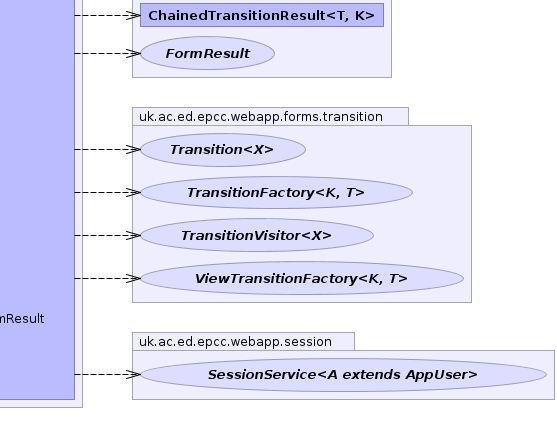 ChainedTransitionResult<T, K>
FormResult
uk.ac.ed.epcc.webapp.forms.transition
Transition<X>
TransitionFactory<K, T>
TransitionVisitor<X>
ViewTransitionFactory<K, T>
mResult
uk.ac.ed.epcc.webapp.session
SessionService<A extends AppUser>